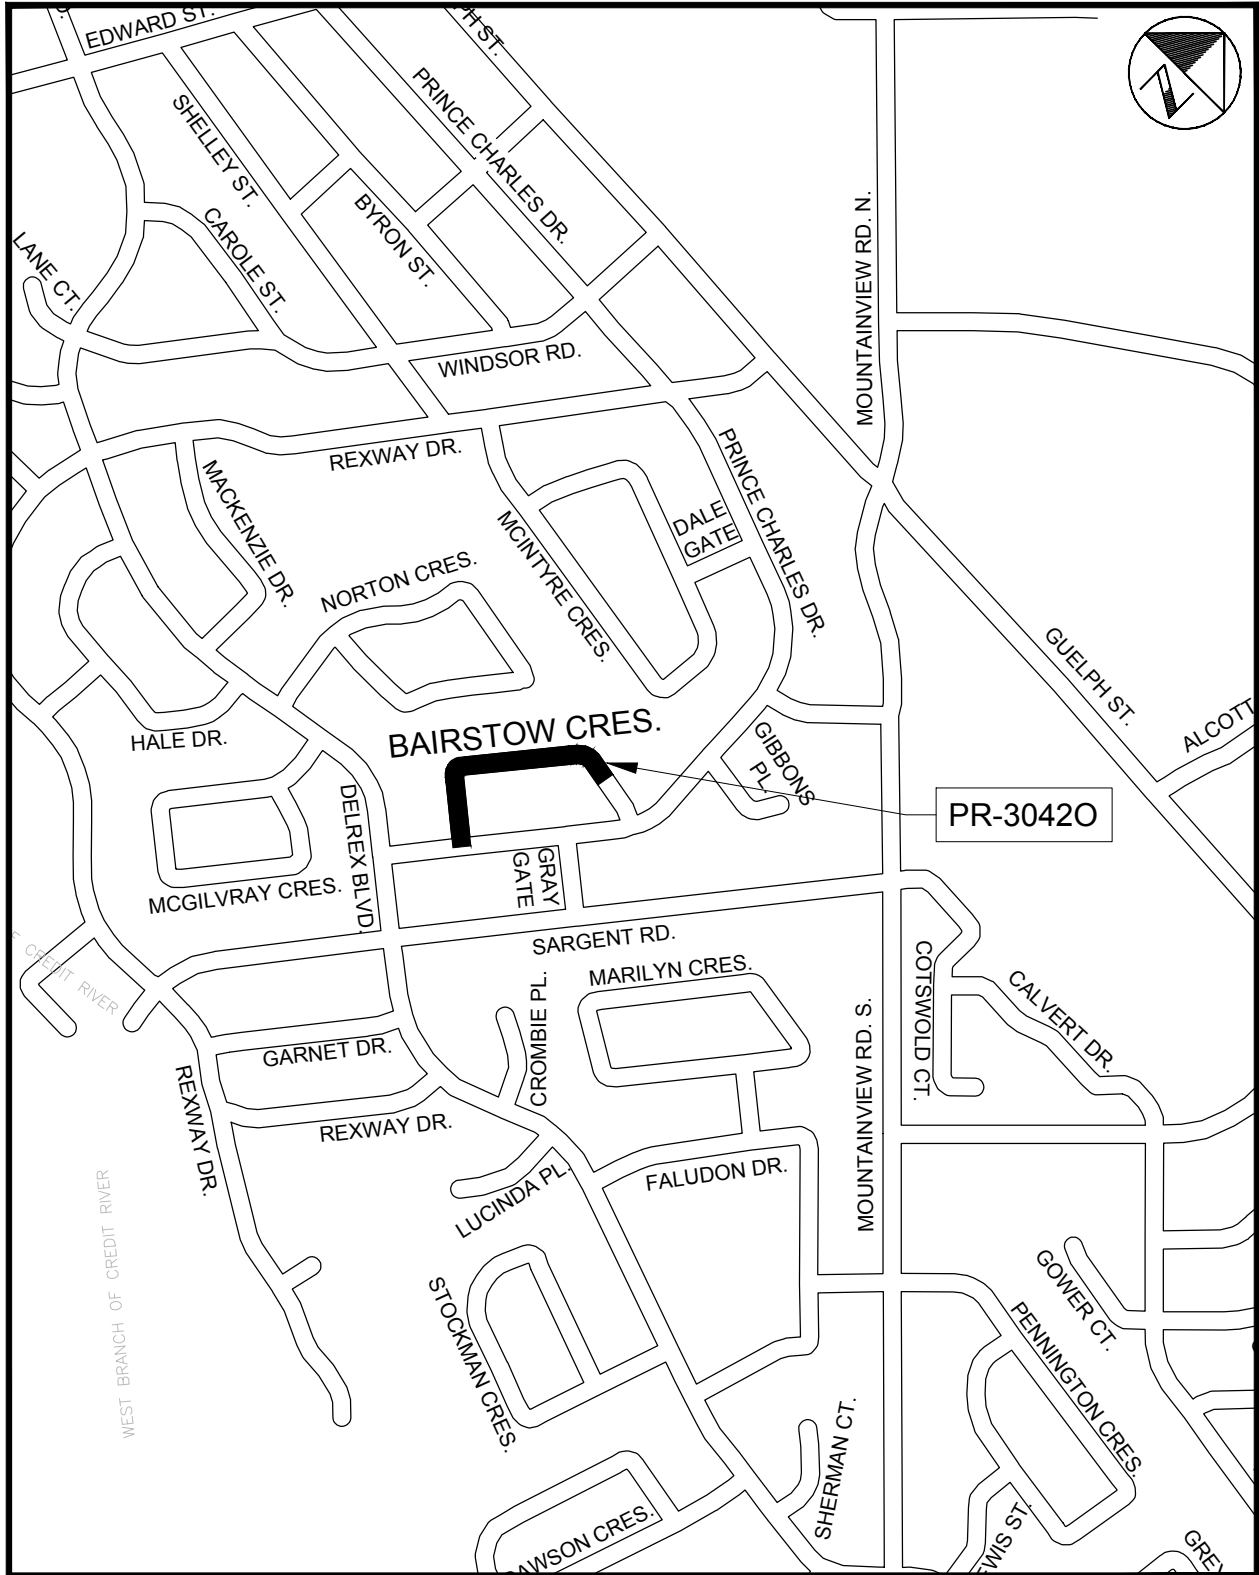 EDWARD ST.
PRINCE CHARLES DR.
SHELLEY ST.
BYRON ST.
CAROLE ST.
LANE CT.
MOUNTAINVIEW RD. N.
WINDSOR RD.
REXWAY DR.
MACKENZIE DR.
MCINTYRE CRES.
DALE
GATE
PRINCE CHARLES DR.
NORTON CRES.
GUELPH ST.
ALCOTT
HALE DR.
BAIRSTOW CRES.
GIBBONS
PL.
PR-3042O
DELREX BLVD.
GRAY
GATE
MCGILVRAY CRES.
SARGENT RD.
CREDIT RIVER
MARILYN CRES.
CROMBIE PL.
COTSWOLD CT.
CALVERT DR.
GARNET DR.
REXWAY DR.
REXWAY DR.
MOUNTAINVIEW RD. S.
FALUDON DR.
LUCINDA PL.
WEST BRANCH OF CREDIT RIVER
STOCKMAN CRES.
GOWER CT.
PENNINGTON CRES.
SHERMAN CT.